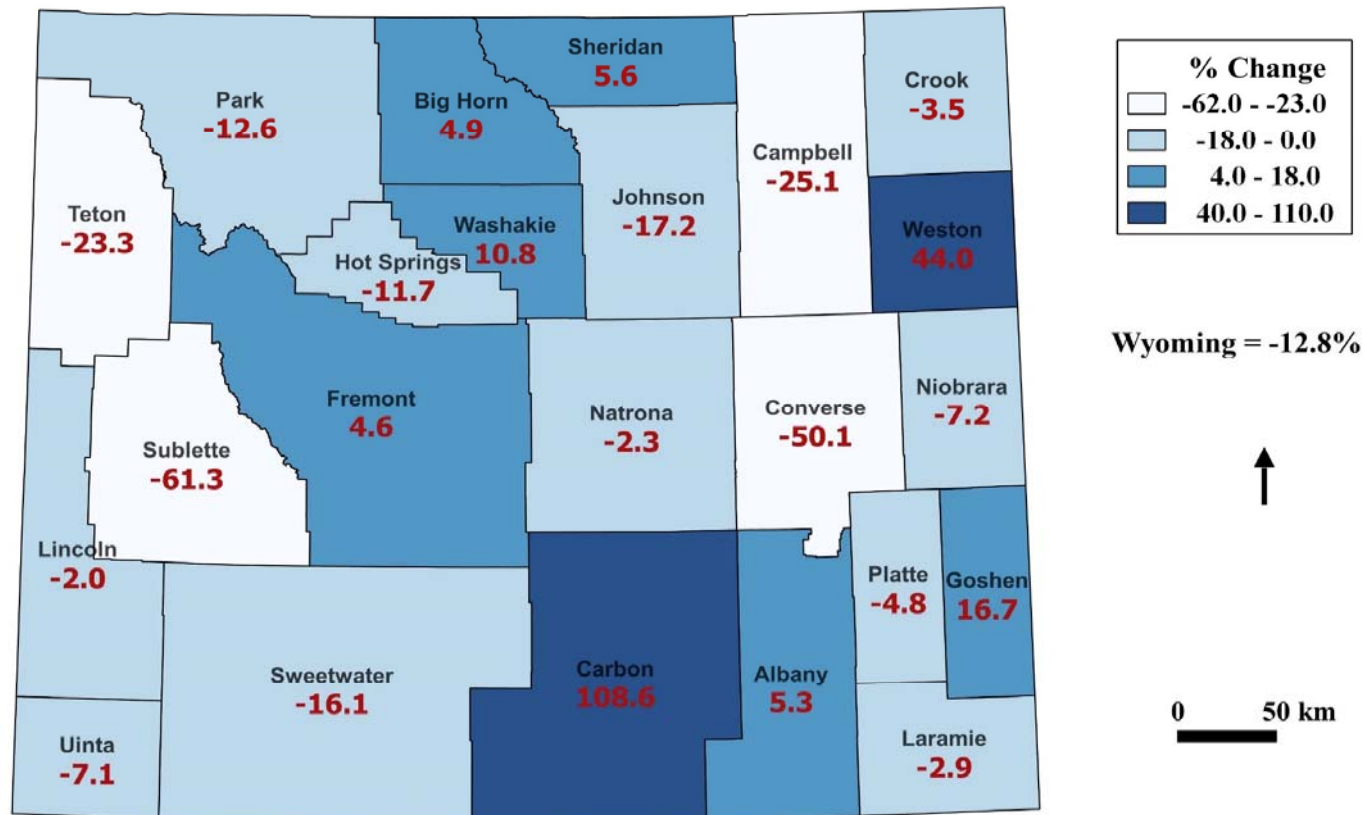 Sheridan
5.6
Crook
-3.5
Park
-12.6
Big Horn
4.9
Campbell
-25.1
Johnson
-17.2
Teton
-23.3
Washakie
10.8
Weston
44.0
Hot Springs
-11.7
Fremont
4.6
Natrona
-2.3
Converse
-50.1
Niobrara
-7.2
Sublette
-61.3
Lincoln
-2.0
Platte
-4.8
Goshen
16.7
Sweetwater
-16.1
Carbon
108.6
Albany
5.3
Uinta
-7.1
Laramie
-2.9
% Change
-62.0 - -23.0
-18.0 - 0.0
4.0 - 18.0
40.0 - 110.0
Wyoming = -12.8%
0 50 km